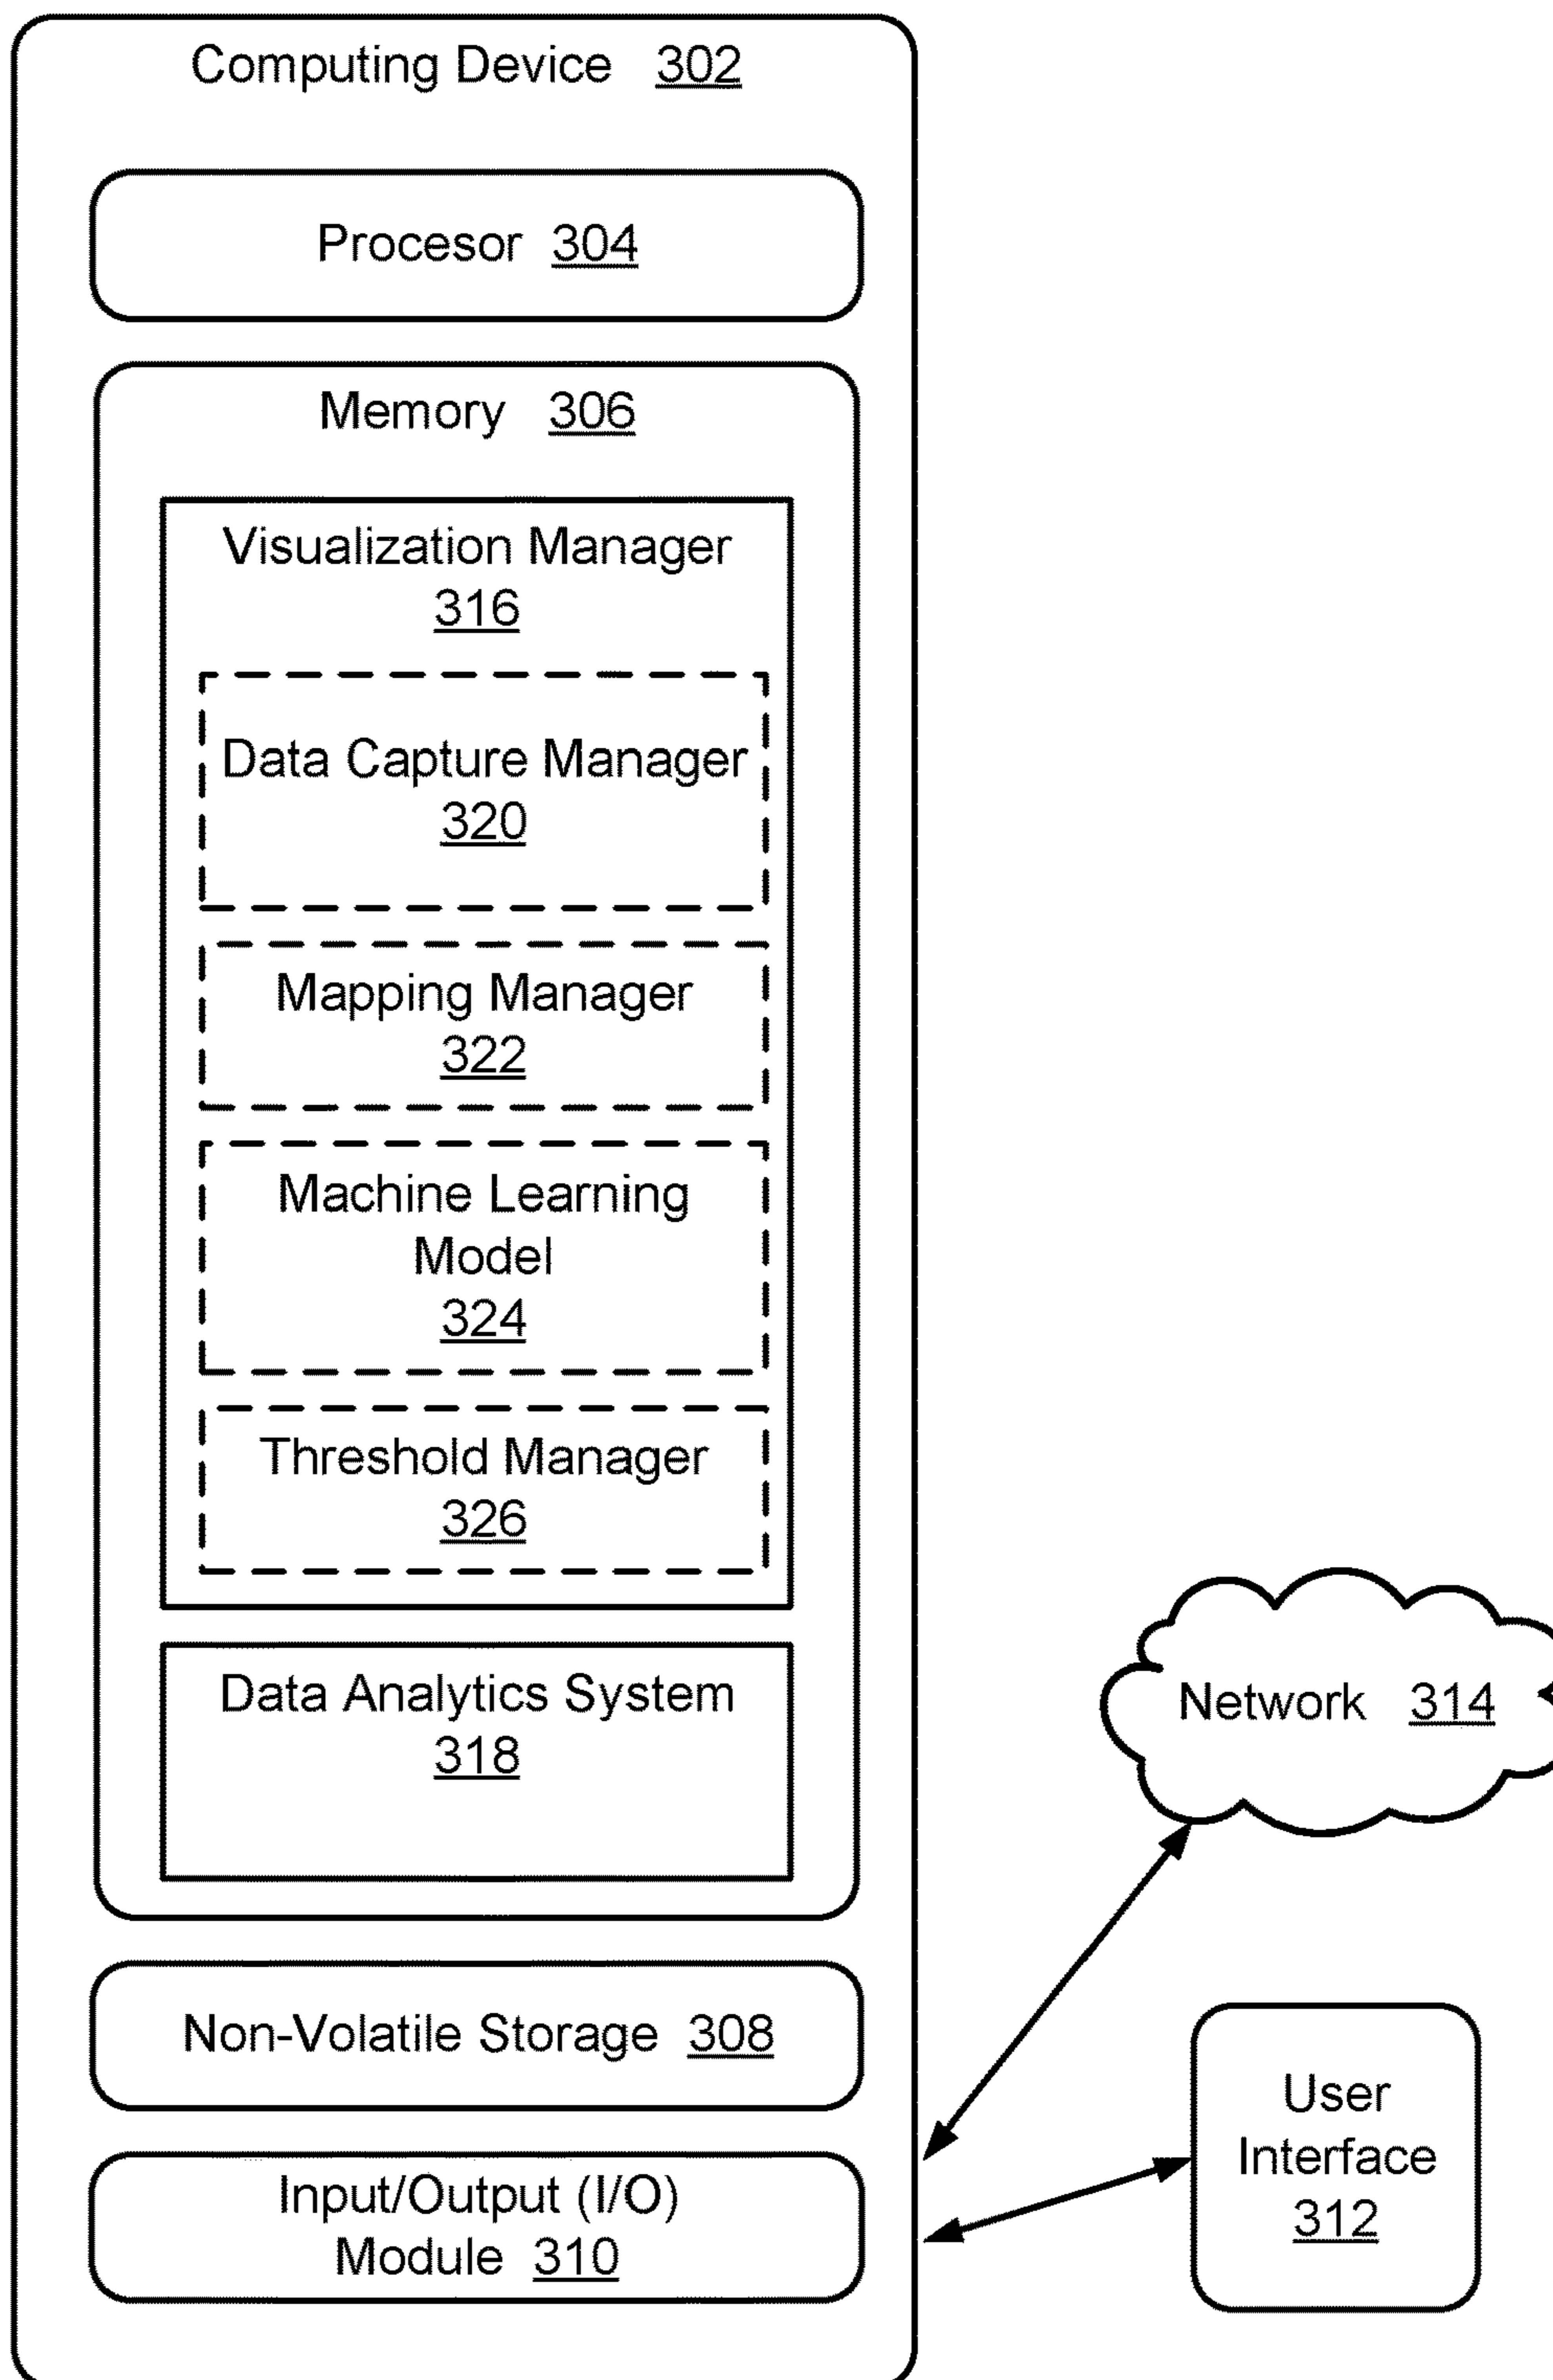 Computing Device 302
Procesor 304
Memory 306
Visualization Manager
316
Data Capture Manager
320
Mapping Manager
322
Machine Learning
Model
324
Threshold Manager
326
Data Analytics System
318
Network 314
Non-Volatile Storage 308
Input/Output (I/O)
Module 310
User
Interface
312